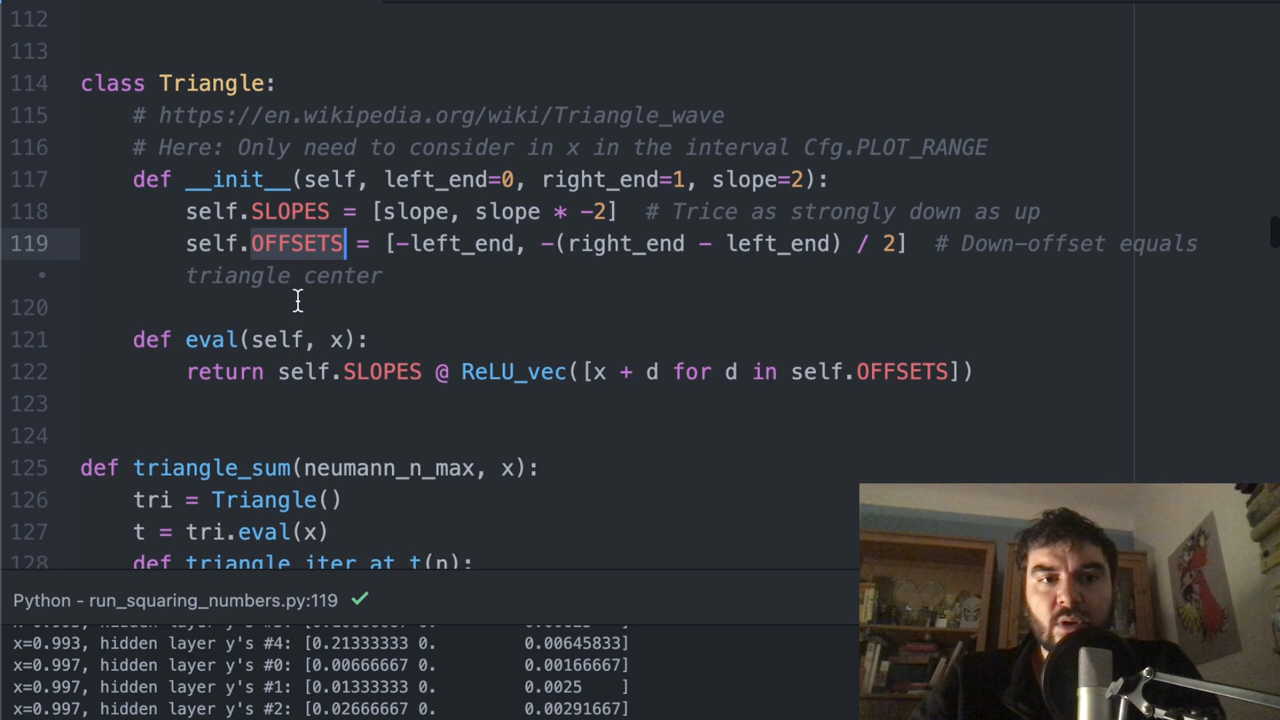 112
113
114 class Triangle:
115 # https://en.wikipedia.org/wiki/Triangle_wave
116 # Here: Only need to consider in x in the interval Cfg.PLOT_RANGE
117 def __init__(self, left_end=0, right_end=1, slope=2):
118 self.SLOPES = [slope, slope * -2]  # Trice as strongly down as up
119 self.OFFSETS = [-left_end, -(right_end - left_end) / 2]  # Down-offset equals
• triangle center
120
121 def eval(self, x):
122 return self.SLOPES @ ReLU_vec([x + d for d in self.OFFSETS])
123
124
125 def triangle_sum(neumann_n_max, x):
126 tri = Triangle()
127 t = tri.eval(x)
128 def triangle_iter_at_t(n):
Python - run_squaring_numbers.py:119 ✓
x=0.993, hidden layer y's #4: [0.21333333 0. 0.00645833]
x=0.997, hidden layer y's #0: [0.00666667 0. 0.00166667]
x=0.997, hidden layer y's #1: [0.01333333 0. 0.0025 ]
x=0.997, hidden layer y's #2: [0.02666667 0. 0.00291667]